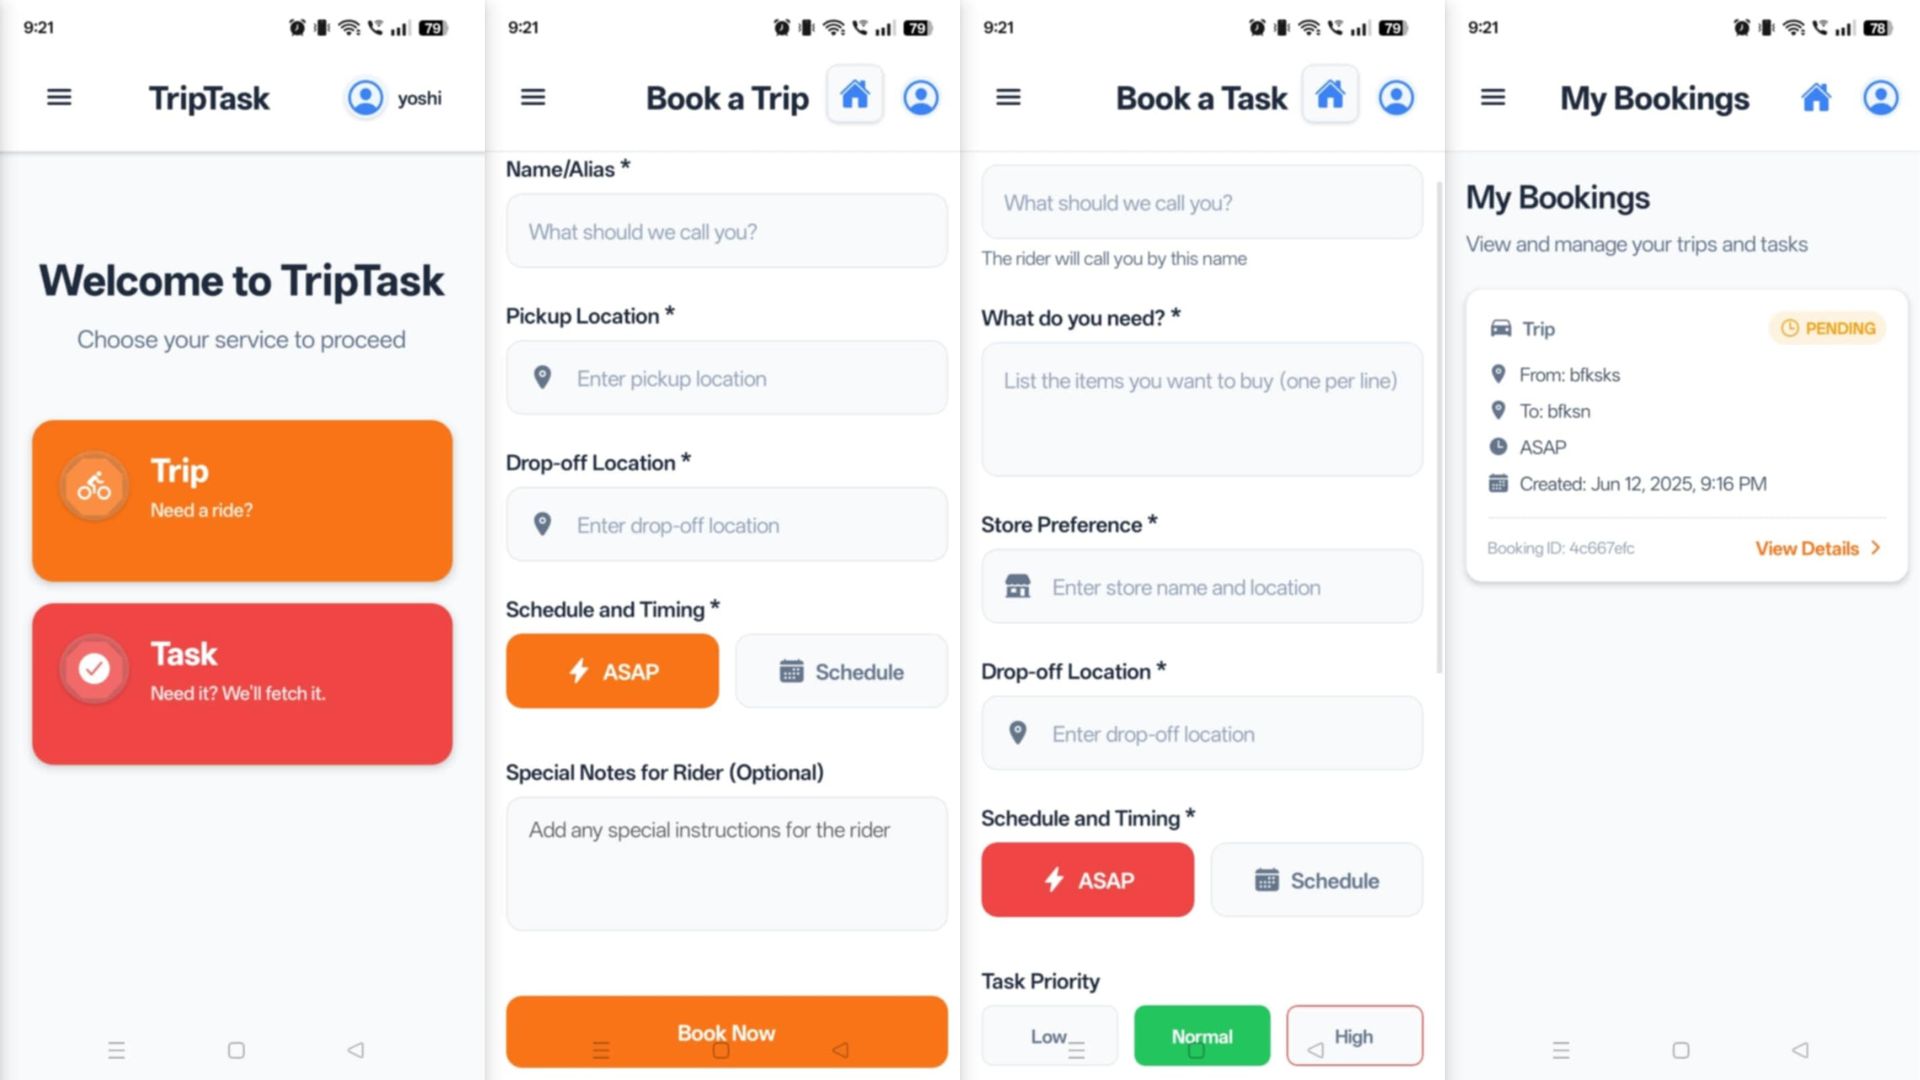 9:21
79
TripTask
yoshi
Welcome to TripTask
Choose your service to proceed
Trip
Need a ride?
Task
Need it? We'll fetch it.
9:21
79
Book a Trip
Name/Alias *
What should we call you?
Pickup Location *
Enter pickup location
Drop-off Location *
Enter drop-off location
Schedule and Timing *
ASAP
Schedule
Special Notes for Rider (Optional)
Add any special instructions for the rider
Book Now
9:21
79
Book a Task
What should we call you?
The rider will call you by this name
What do you need? *
List the items you want to buy (one per line)
Store Preference *
Enter store name and location
Drop-off Location *
Enter drop-off location
Schedule and Timing *
ASAP
Schedule
Task Priority
Low
Normal
High
9:21
78
My Bookings
My Bookings
View and manage your trips and tasks
Trip
PENDING
From: bfksks
To: bfksn
ASAP
Created: Jun 12, 2025, 9:16 PM
Booking ID: 4c667efc
View Details